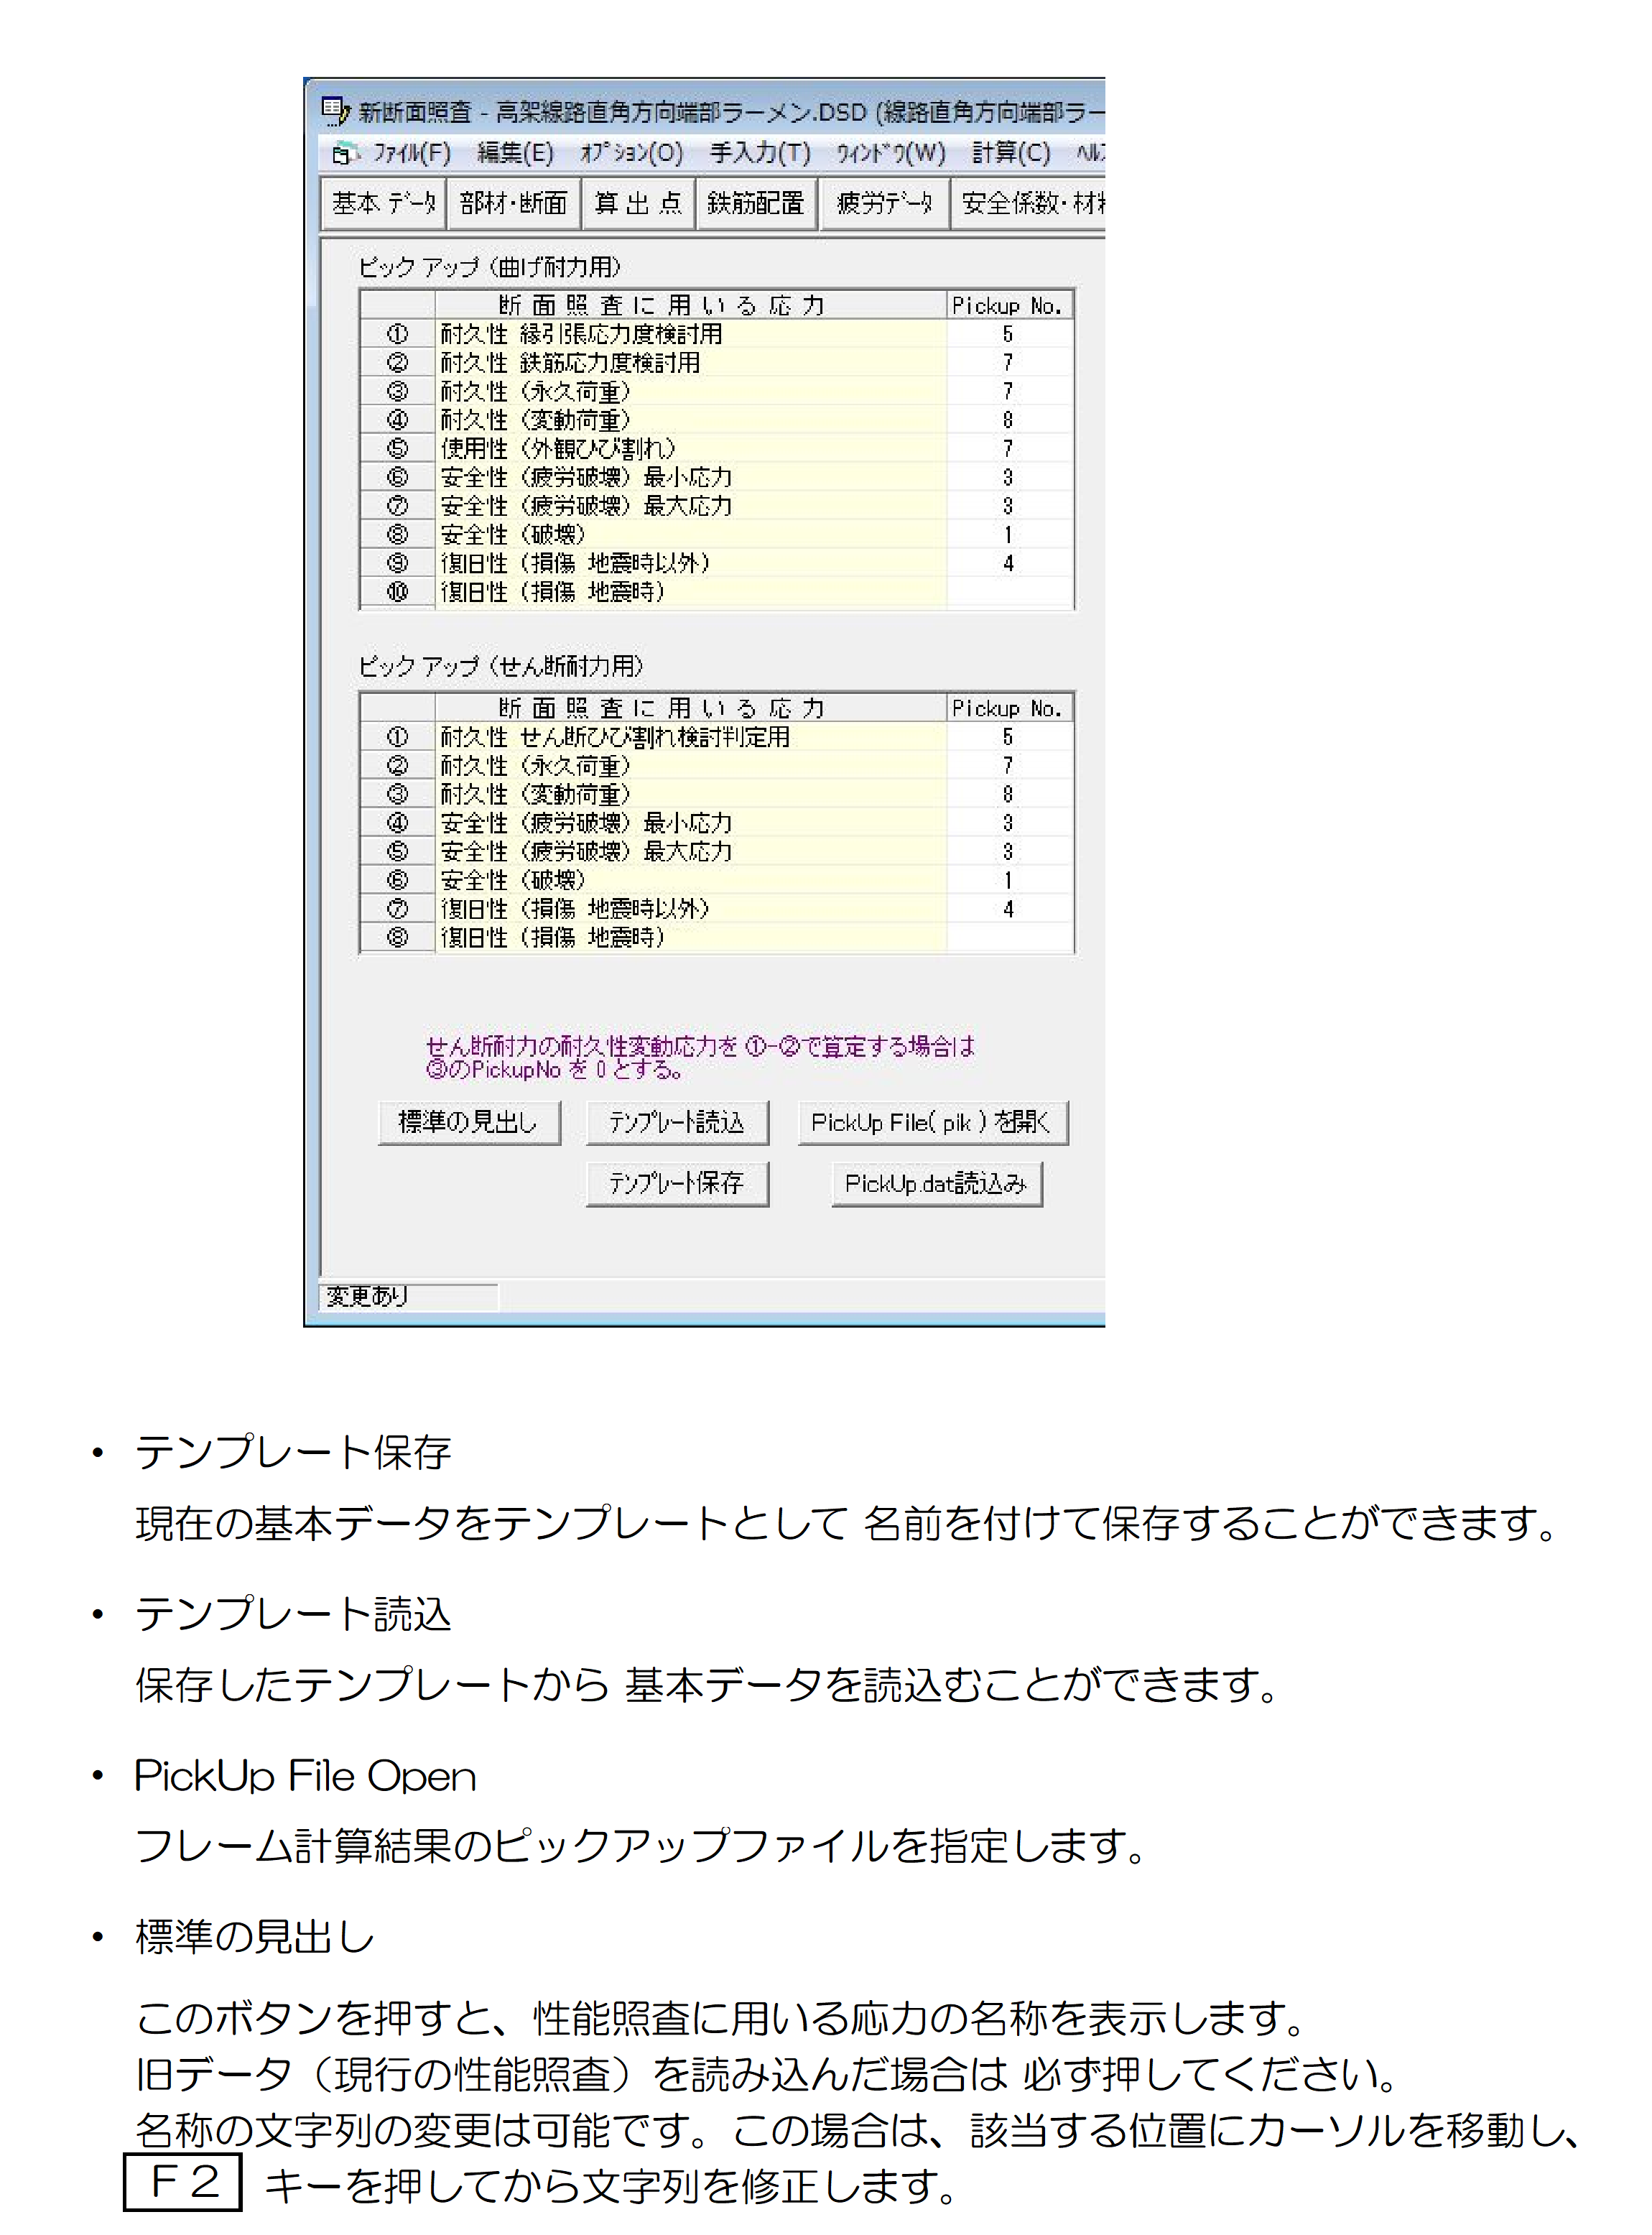 新断面照査 - 高架線路直角方向端部ラーメン.DSD (線路直角方向端部ラー
ﾌｧｲﾙ(F) 編集(E) ｵﾌﾟｼｮﾝ(O) 手入力(T) ｳｨﾝﾄﾞｳ(W) 計算(C) ﾍﾙ
基本 ﾃﾞｰﾀ 部材･断面 算 出 点 鉄筋配置 疲労ﾃﾞｰﾀ 安全係数･材
ピック アップ （曲げ耐力用）
断 面 照 査 に 用 い る 応 力 Pickup No.
① 耐久性 縁引張応力度検討用 5
② 耐久性 鉄筋応力度検討用 7
③ 耐久性 （永久荷重） 7
④ 耐久性 （変動荷重） 8
⑤ 使用性 （外観ひび割れ） 7
⑥ 安全性 （疲労破壊） 最小応力 3
⑦ 安全性 （疲労破壊） 最大応力 3
⑧ 安全性 （破壊） 1
⑨ 復旧性 （損傷 地震時以外） 4
⑩ 復旧性 （損傷 地震時）
ピック アップ （せん断耐力用）
断 面 照 査 に 用 い る 応 力 Pickup No.
① 耐久性 せん断ひび割れ検討判定用 5
② 耐久性 （永久荷重） 7
③ 耐久性 （変動荷重） 8
④ 安全性 （疲労破壊） 最小応力 3
⑤ 安全性 （疲労破壊） 最大応力 3
⑥ 安全性 （破壊） 1
⑦ 復旧性 （損傷 地震時以外） 4
⑧ 復旧性 （損傷 地震時）
せん断耐力の耐久性変動応力を ①-②で算定する場合は
③のPickupNo を 0 とする。
標準の見出し ﾃﾝﾌﾟﾚｰﾄ読込 PickUp File( pik ) を開く
ﾃﾝﾌﾟﾚｰﾄ保存 PickUp.dat読込み
変更あり
• テンプレート保存
現在の基本データをテンプレートとして 名前を付けて保存することができます。
• テンプレート読込
保存したテンプレートから 基本データを読込むことができます。
• PickUp File Open
フレーム計算結果のピックアップファイルを指定します。
• 標準の見出し
このボタンを押すと、性能照査に用いる応力の名称を表示します。
旧データ（現行の性能照査）を読み込んだ場合は 必ず押してください。
名称の文字列の変更は可能です。この場合は、該当する位置にカーソルを移動し、
Ｆ２ キーを押してから文字列を修正します。